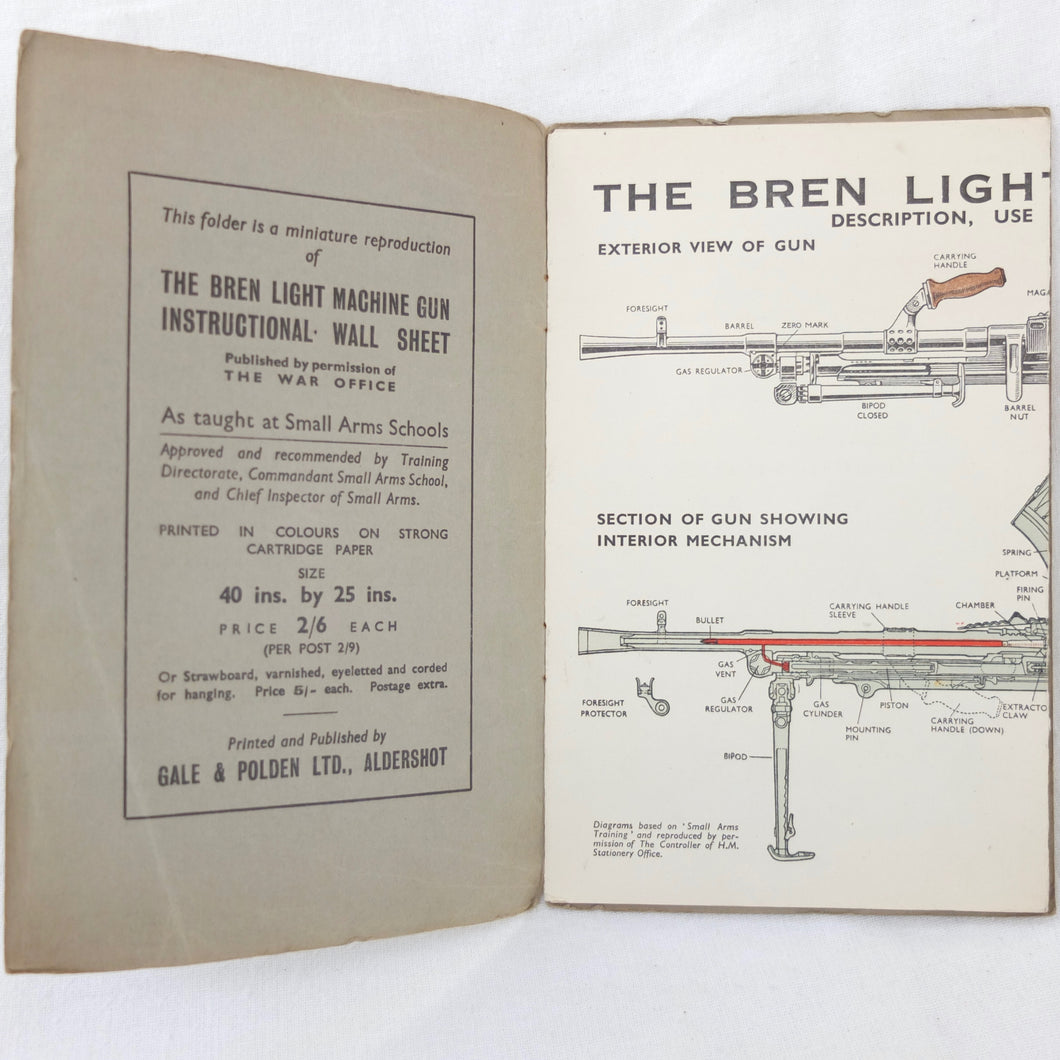 This folder is a miniature reproduction
of
THE BREN LIGHT MACHINE GUN
INSTRUCTIONAL· WALL SHEET
Published by permission of
THE WAR OFFICE
As taught at Small Arms Schools
Approved and recommended by Training
Directorate, Commandant Small Arms School,
and Chief Inspector of Small Arms.
PRINTED IN COLOURS ON STRONG
CARTRIDGE PAPER
SIZE
40 ins. by 25 ins.
PRICE 2/6 EACH
(PER POST 2/9)
Or Strawboard, varnished, eyeletted and corded
for hanging. Price 5/- each. Postage extra.
Printed and Published by
GALE & POLDEN LTD., ALDERSHOT
THE BREN LIGHT
DESCRIPTION, USE
EXTERIOR VIEW OF GUN
CARRYING
HANDLE
MAGA
FORESIGHT
BARREL
ZERO MARK
GAS REGULATOR
BIPOD
CLOSED
BARREL
NUT
SECTION OF GUN SHOWING
INTERIOR MECHANISM
SPRING
PLATFORM
FIRING
PIN
FORESIGHT
BULLET
CARRYING HANDLE
SLEEVE
CHAMBER
GAS
VENT
GAS
REGULATOR
FORESIGHT
PROTECTOR
GAS
CYLINDER
PISTON
MOUNTING
PIN
CARRYING
HANDLE (DOWN)
EXTRACTO
CLAW
BIPOD
Diagrams based on 'Small Arms
Training' and reproduced by per-
mission of The Controller of H.M.
Stationery Office.